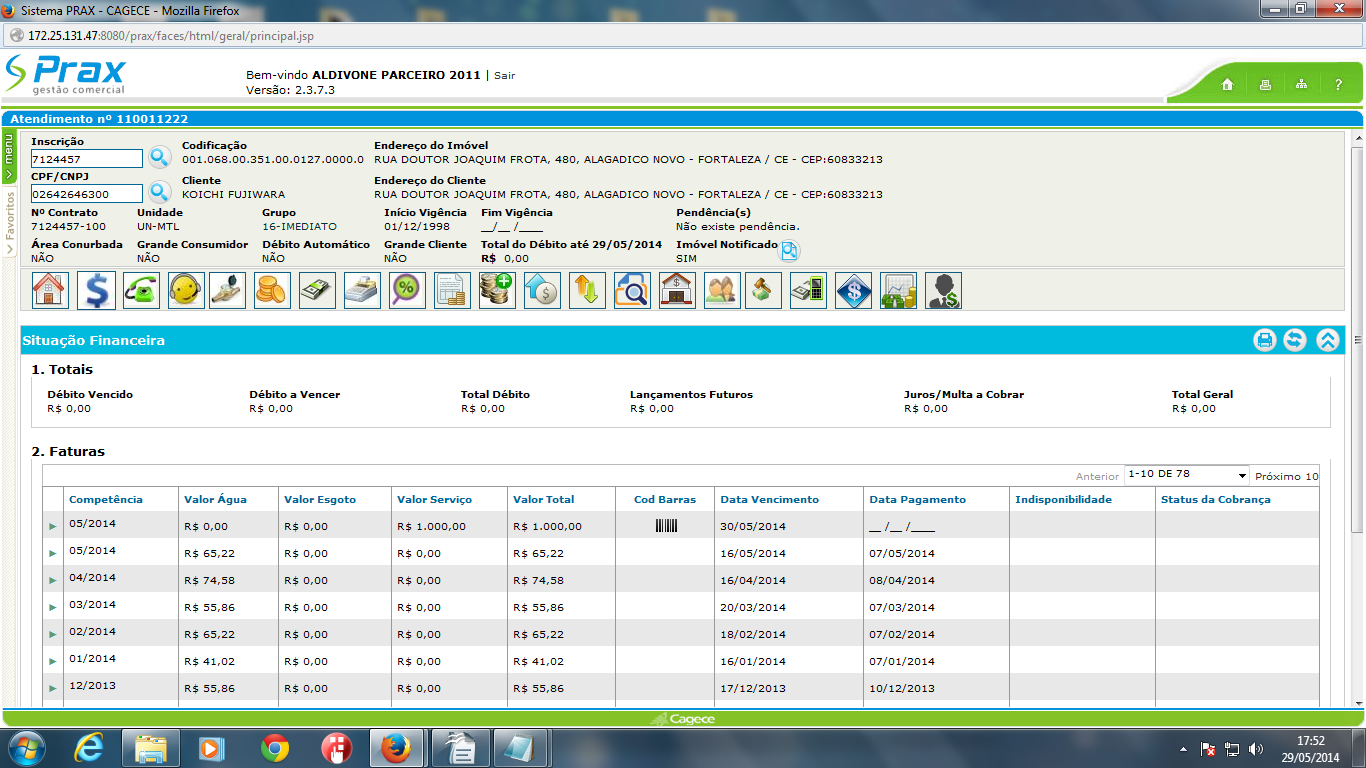 Sistema PRAX - CAGECE - Mozilla Firefox
172.25.131.47:8080/prax/faces/html/geral/principal.jsp
Prax
gestão comercial
Bem-vindo ALDIVONE PARCEIRO 2011 | Sair
Versão: 2.3.7.3
?
Atendimento nº 110011222
menu
Favoritos
Inscrição Codificação Endereço do Imóvel
7124457 001.068.00.351.00.0127.0000.0 RUA DOUTOR JOAQUIM FROTA, 480, ALAGADICO NOVO - FORTALEZA / CE - CEP:60833213
CPF/CNPJ Cliente Endereço do Cliente
02642646300 KOICHI FUJIWARA RUA DOUTOR JOAQUIM FROTA, 480, ALAGADICO NOVO - FORTALEZA / CE - CEP:60833213
Nº Contrato Unidade Grupo Início Vigência Fim Vigência Pendência(s)
7124457-100 UN-MTL 16-IMEDIATO 01/12/1998 __/__ /____ Não existe pendência.
Área Conurbada Grande Consumidor Débito Automático Grande Cliente Total do Débito até 29/05/2014 Imóvel Notificado
NÃO NÃO NÃO NÃO R$ 0,00 SIM
Situação Financeira
1. Totais
Débito Vencido Débito a Vencer Total Débito Lançamentos Futuros Juros/Multa a Cobrar Total Geral
R$ 0,00 R$ 0,00 R$ 0,00 R$ 0,00 R$ 0,00 R$ 0,00
2. Faturas
Anterior 1-10 DE 78 Próximo 10
Competência Valor Água Valor Esgoto Valor Serviço Valor Total Cod Barras Data Vencimento Data Pagamento Indisponibilidade Status da Cobrança
05/2014 R$ 0,00 R$ 0,00 R$ 1.000,00 R$ 1.000,00 30/05/2014 __ /__ /____
05/2014 R$ 65,22 R$ 0,00 R$ 0,00 R$ 65,22 16/05/2014 07/05/2014
04/2014 R$ 74,58 R$ 0,00 R$ 0,00 R$ 74,58 16/04/2014 08/04/2014
03/2014 R$ 55,86 R$ 0,00 R$ 0,00 R$ 55,86 20/03/2014 07/03/2014
02/2014 R$ 65,22 R$ 0,00 R$ 0,00 R$ 65,22 18/02/2014 07/02/2014
01/2014 R$ 41,02 R$ 0,00 R$ 0,00 R$ 41,02 16/01/2014 07/01/2014
12/2013 R$ 55,86 R$ 0,00 R$ 0,00 R$ 55,86 17/12/2013 10/12/2013
Cagece
17:52
29/05/2014